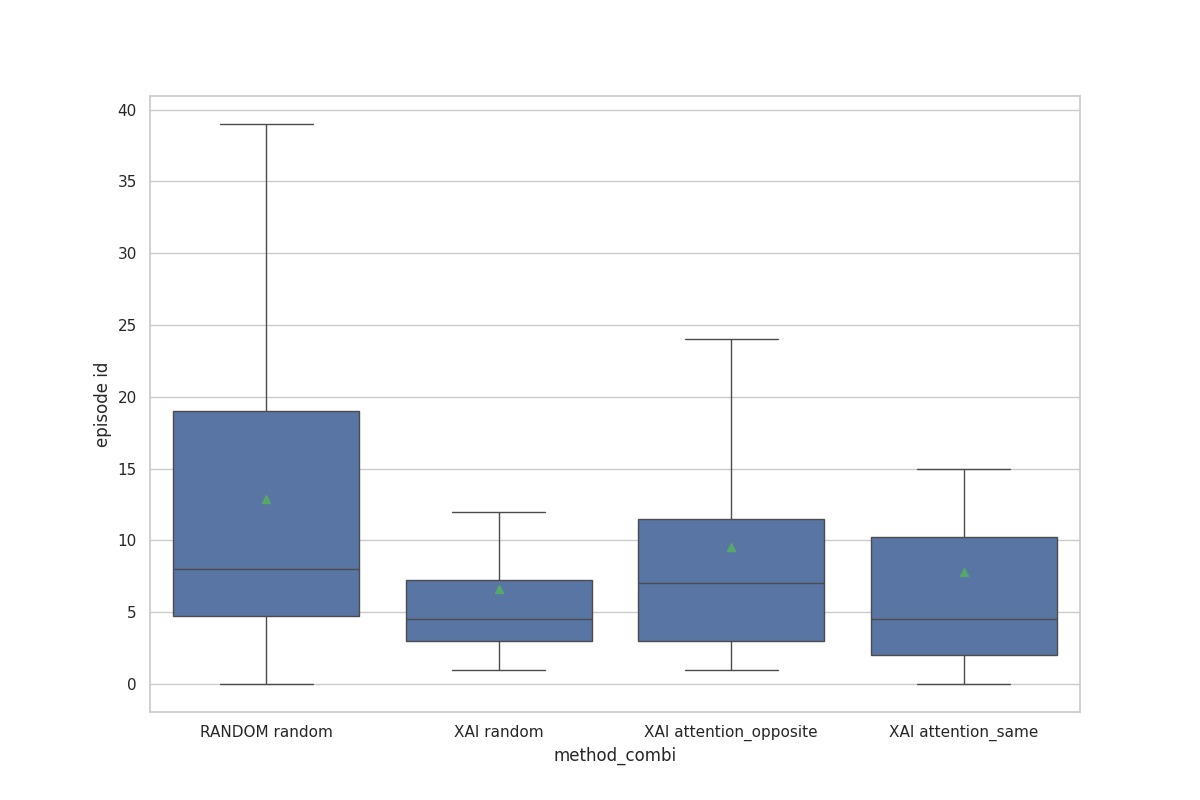 40
35
30
25
20
15
10
5
0
episode id
RANDOM random
XAI random
XAI attention_opposite
XAI attention_same
method_combi